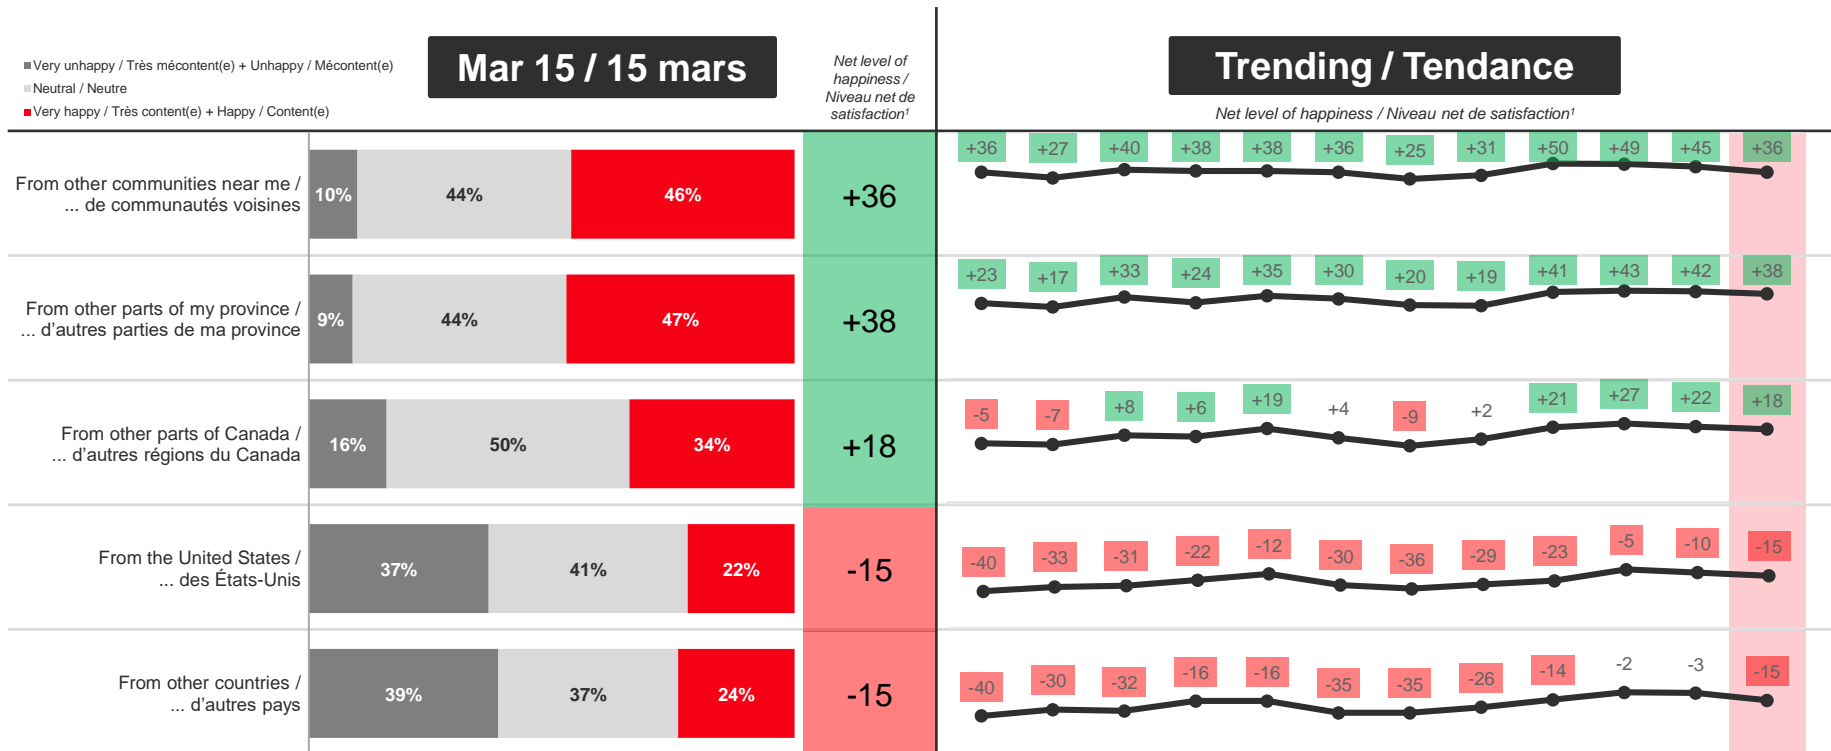 Very unhappy / Très mécontent(e) + Unhappy / Mécontent(e)
Neutral / Neutre
Very happy / Très content(e) + Happy / Content(e)
Mar 15 / 15 mars
Net level of
happiness /
Niveau net de
satisfaction¹
Trending / Tendance
Net level of happiness / Niveau net de satisfaction¹
From other communities near me /
... de communautés voisines
10% 44% 46% +36
+36 +27 +40 +38 +38 +36 +25 +31 +50 +49 +45 +36
From other parts of my province /
... d'autres parties de ma province
9% 44% 47% +38
+23 +17 +33 +24 +35 +30 +20 +19 +41 +43 +42 +38
From other parts of Canada /
... d'autres régions du Canada
16% 50% 34% +18
-5 -7 +8 +6 +19 +4 -9 +2 +21 +27 +22 +18
From the United States /
... des États-Unis
37% 41% 22% -15
-40 -33 -31 -22 -12 -30 -36 -29 -23 -5 -10 -15
From other countries /
... d'autres pays
39% 37% 24% -15
-40 -30 -32 -16 -16 -35 -35 -26 -14 -2 -3 -15